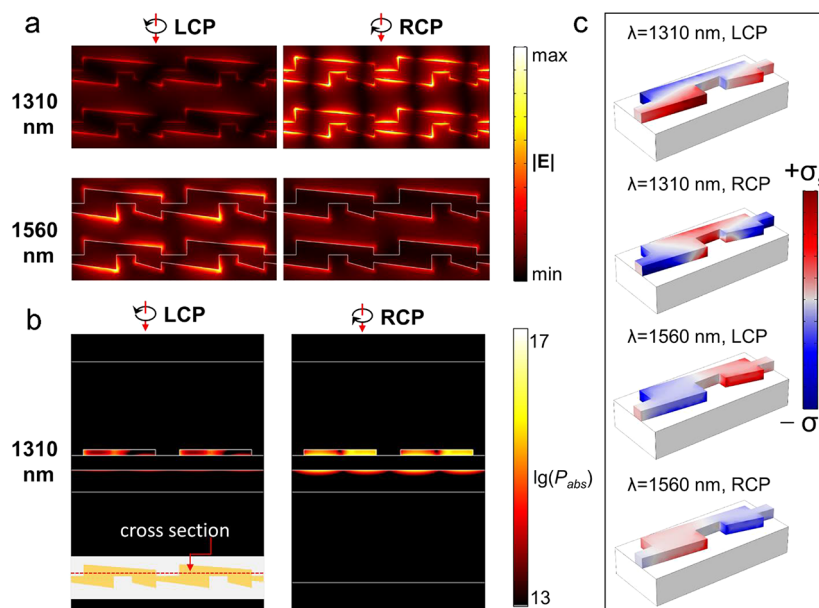 a
LCP
RCP
1310
nm
max
|E|
min
1560
nm
b
LCP
RCP
1310
nm
cross section
17
lg(Pabs)
13
c
λ=1310 nm, LCP
λ=1310 nm, RCP
λ=1560 nm, LCP
λ=1560 nm, RCP
+σ
−σ